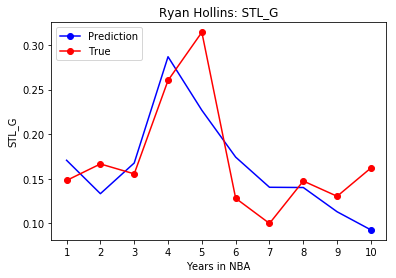 Ryan Hollins: STL_G
Prediction
True
0.30
0.25
0.20
0.15
0.10
STL_G
1 2 3 4 5 6 7 8 9 10
Years in NBA